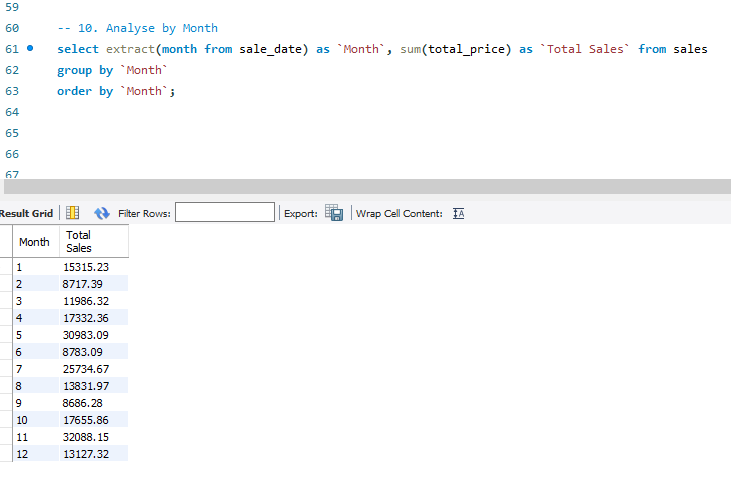 59
60 -- 10. Analyse by Month
61 select extract(month from sale_date) as `Month`, sum(total_price) as `Total Sales` from sales
62 group by `Month`
63 order by `Month`;
64
65
66
67
Result Grid Filter Rows: Export: Wrap Cell Content: IA
Month Total Sales
1 15315.23
2 8717.39
3 11986.32
4 17332.36
5 30983.09
6 8783.09
7 25734.67
8 13831.97
9 8686.28
10 17655.86
11 32088.15
12 13127.32